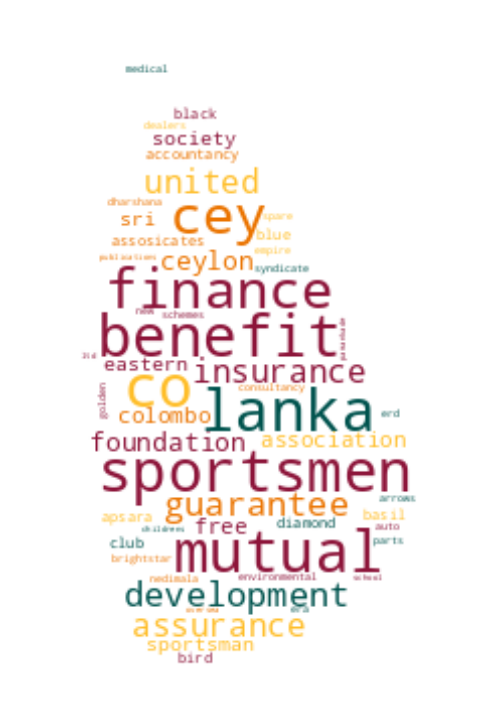 medical
black
dealers
society
accountancy
united
dharshana
sri
cey
spare
blue
assosicates
empire
publications
ceylon
syndicate
finance
new
schemes
benefit
ltd
eastern
insurance
co
consultancy
golden
lanka
colombo
erd
foundation
association
sportsmen
arrows
guarantee
apsara
basil
free
diamond
auto
childrens
club
mutual
parts
brightstar
nedimala
environmental
school
development
era
assurance
sportsman
bird